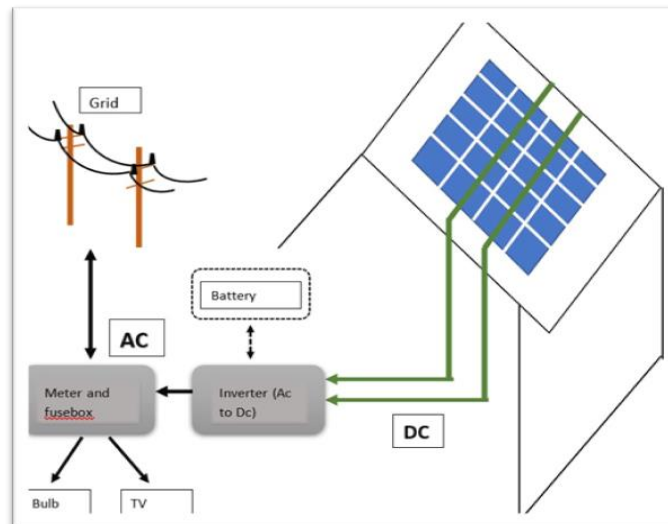 Grid
Battery
AC
Meter and
fusebox
Inverter (Ac
to Dc)
DC
Bulb
TV